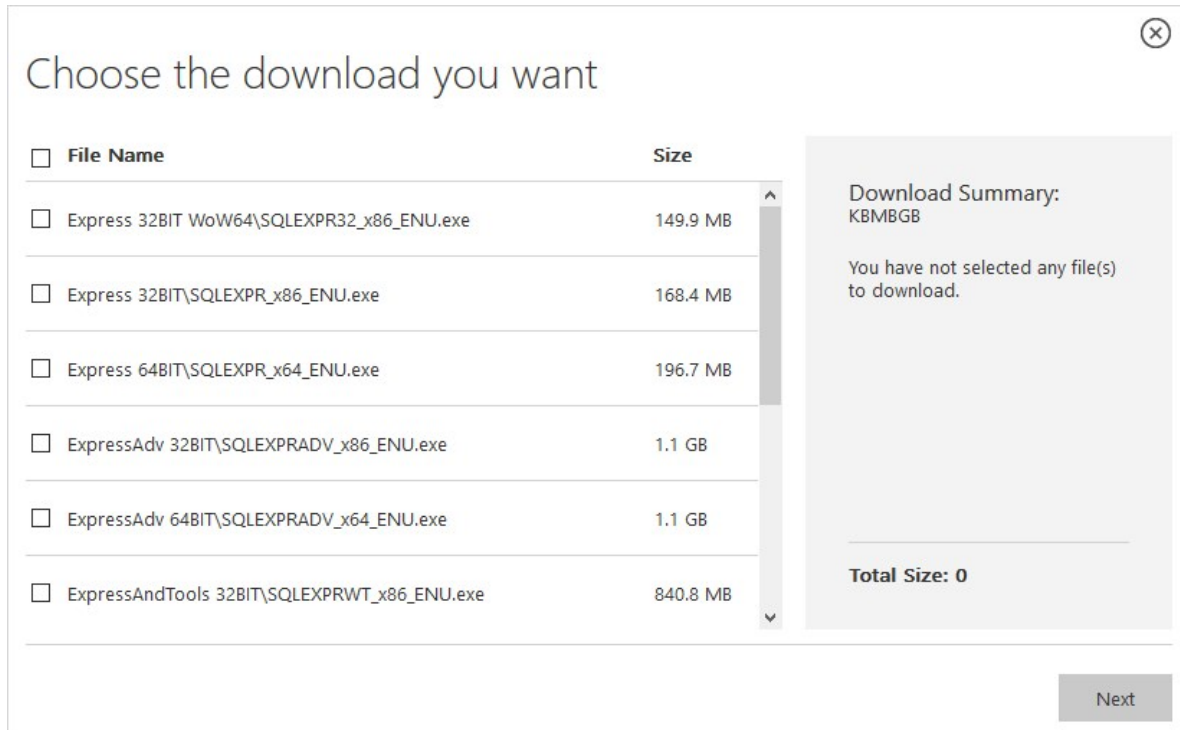 Choose the download you want
File Name Size
Express 32BIT WoW64\SQLEXPR32_x86_ENU.exe 149.9 MB
Express 32BIT\SQLEXPR_x86_ENU.exe 168.4 MB
Express 64BIT\SQLEXPR_x64_ENU.exe 196.7 MB
ExpressAdv 32BIT\SQLEXPRADV_x86_ENU.exe 1.1 GB
ExpressAdv 64BIT\SQLEXPRADV_x64_ENU.exe 1.1 GB
ExpressAndTools 32BIT\SQLEXPRWT_x86_ENU.exe 840.8 MB
Download Summary:
KBMBGB
You have not selected any file(s)
to download.
Total Size: 0
Next